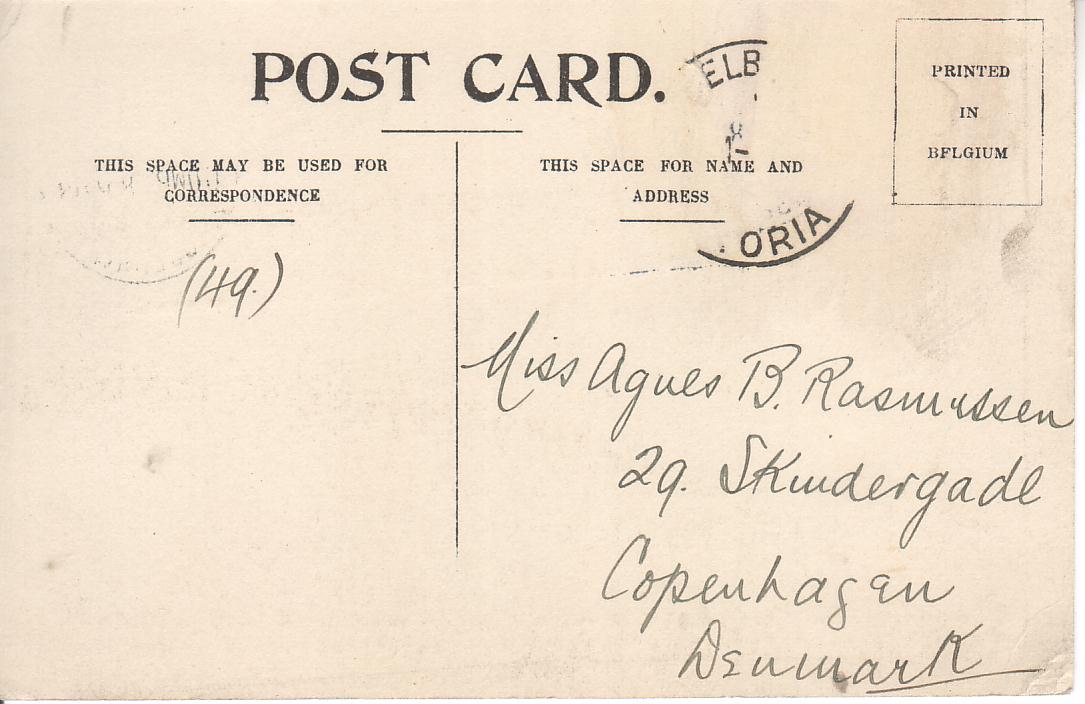 POST CARD.
ELB
PRINTED
IN
BELGIUM
THIS SPACE MAY BE USED FOR
CORRESPONDENCE
THIS SPACE FOR NAME AND
ADDRESS
ORIA
(49.)
Miss Agnes B. Rasmussen
29. Skindergade
Copenhagen
Denmark